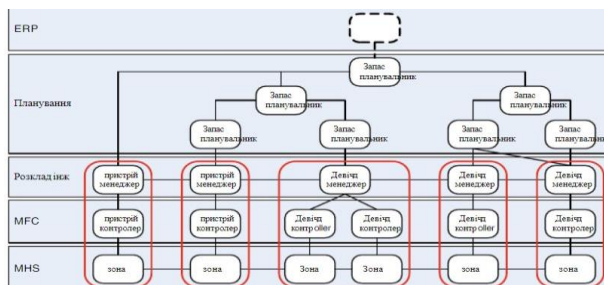 ERP
Запас
планувальник
Запас
планувальник
Запас
планувальник
Планування
Запас
планувальник
Запас
планувальник
Запас
планувальник
Запас
планувальник
Розклад інж
пристрій
менеджер
пристрій
менеджер
Девічд
менеджер
Девічд
менеджер
Девічд
менеджер
MFC
пристрій
контролер
пристрій
контролер
Девічд
контroller
Девічд
контролер
Девічд
контroller
Девічд
контролер
MHS
зона
зона
Зона
Зона
зона
зона